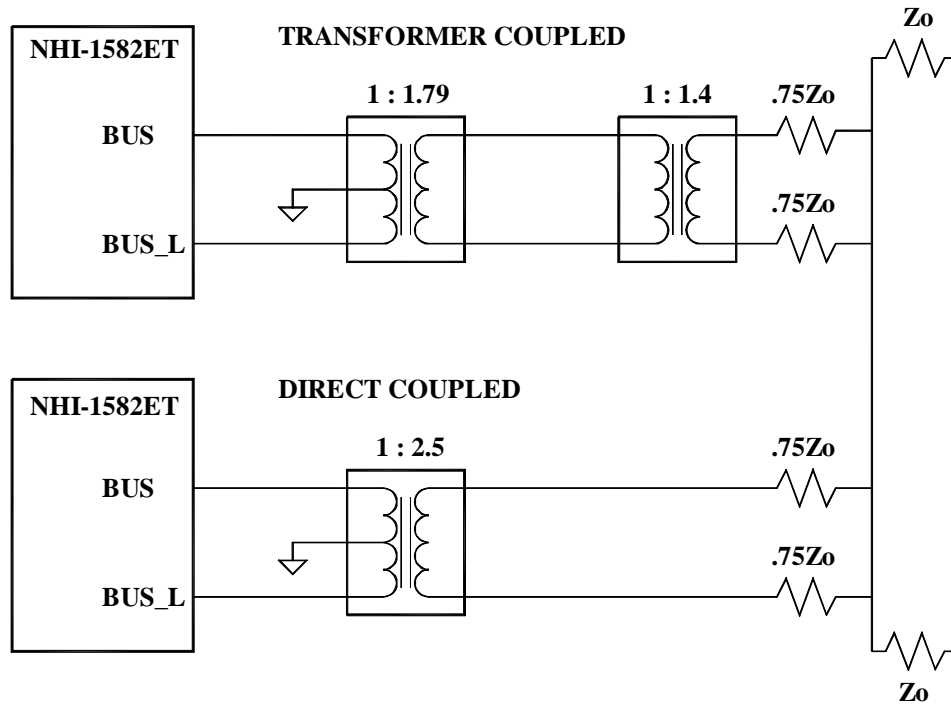 Zo
TRANSFORMER COUPLED
NHI-1582ET
1 : 1.79
1 : 1.4
.75Zo
BUS
.75Zo
BUS_L
DIRECT COUPLED
NHI-1582ET
1 : 2.5
.75Zo
BUS
.75Zo
BUS_L
Zo